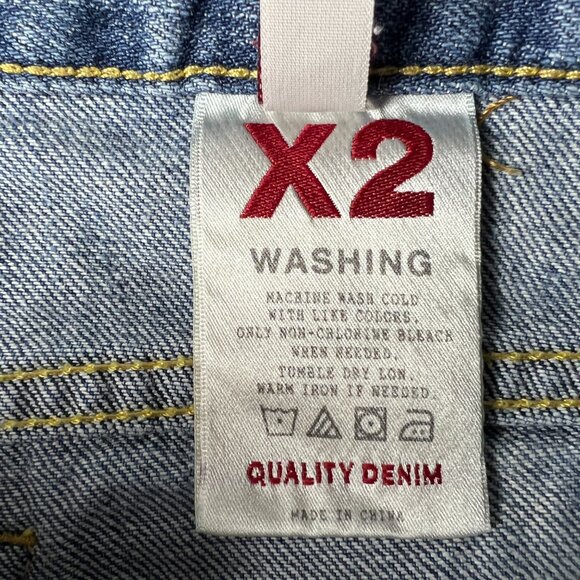 X2
WASHING
MACHINE WASH COLD
WITH LIKE COLORS.
ONLY NON-CHLORINE BLEACH
WHEN NEEDED.
TUMBLE DRY LOW.
WARM IRON IF NEEDED.
QUALITY DENIM
MADE IN CHINA